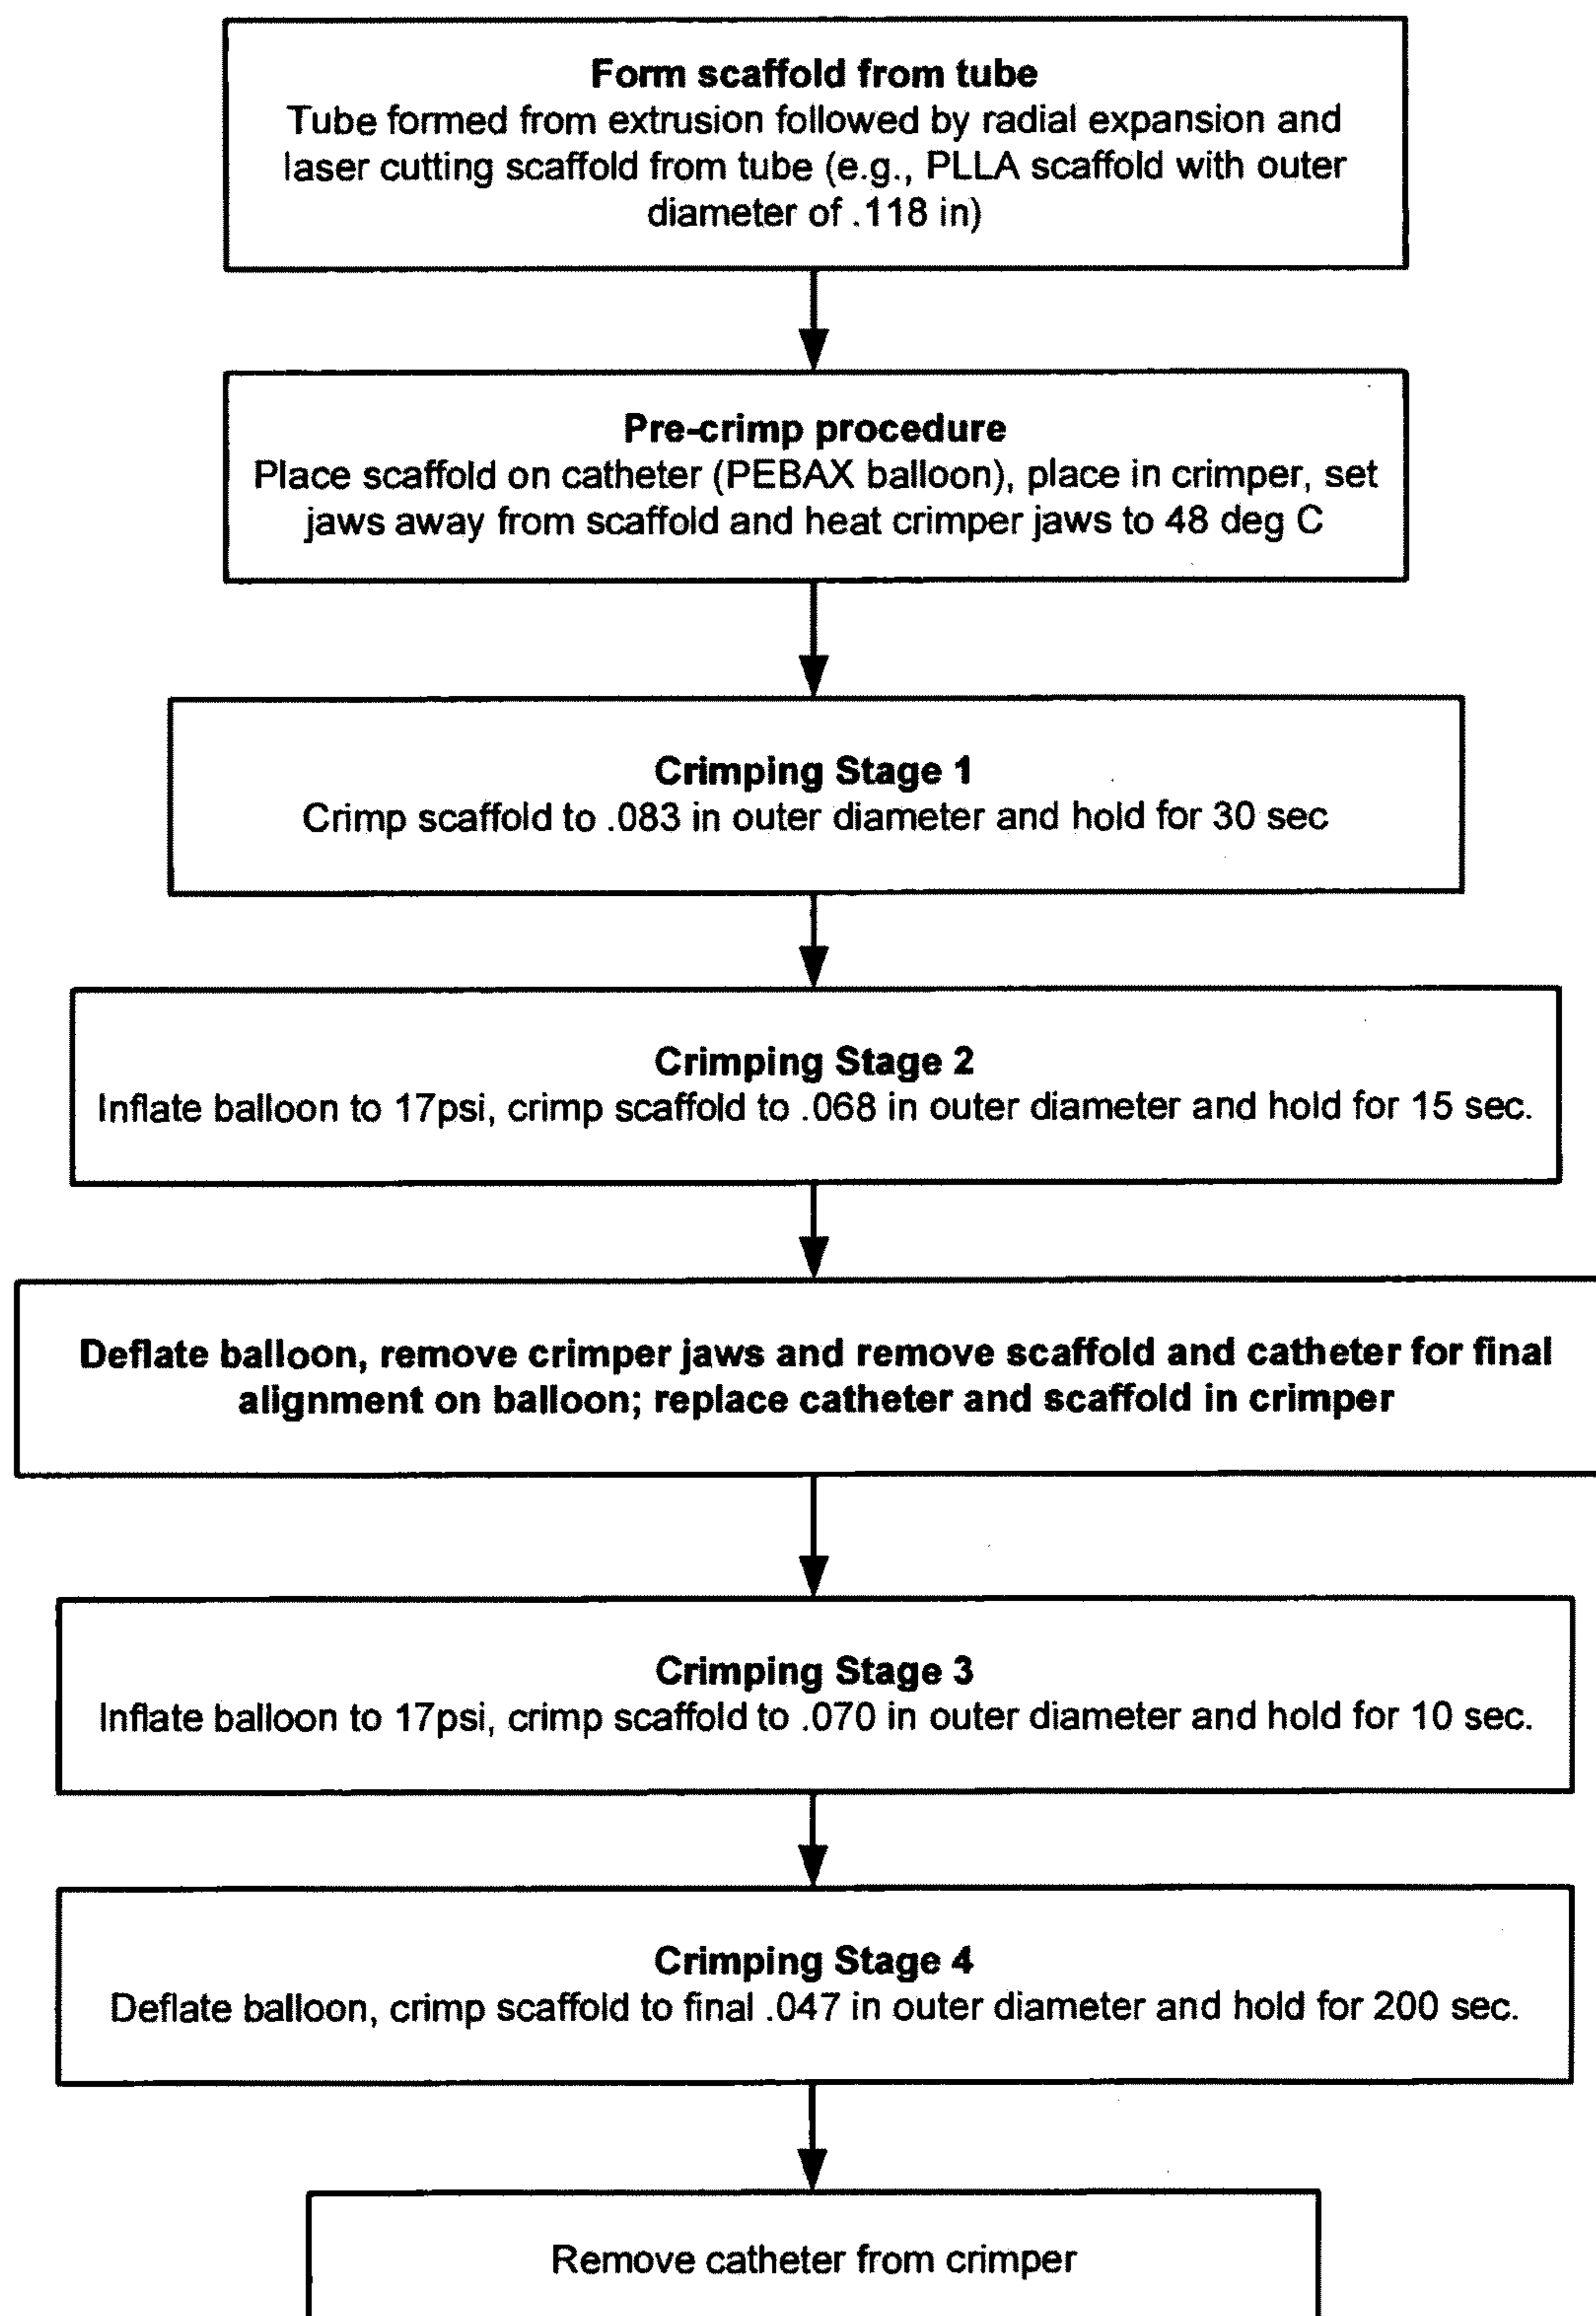 Form scaffold from tube
Tube formed from extrusion followed by radial expansion and
laser cutting scaffold from tube (e.g., PLLA scaffold with outer
diameter of .118 in)
Pre-crimp procedure
Place scaffold on catheter (PEBAX balloon), place in crimper, set
jaws away from scaffold and heat crimper jaws to 48 deg C
Crimping Stage 1
Crimp scaffold to .083 in outer diameter and hold for 30 sec
Crimping Stage 2
Inflate balloon to 17psi, crimp scaffold to .068 in outer diameter and hold for 15 sec.
Deflate balloon, remove crimper jaws and remove scaffold and catheter for final
alignment on balloon; replace catheter and scaffold in crimper
Crimping Stage 3
Inflate balloon to 17psi, crimp scaffold to .070 in outer diameter and hold for 10 sec.
Crimping Stage 4
Deflate balloon, crimp scaffold to final .047 in outer diameter and hold for 200 sec.
Remove catheter from crimper